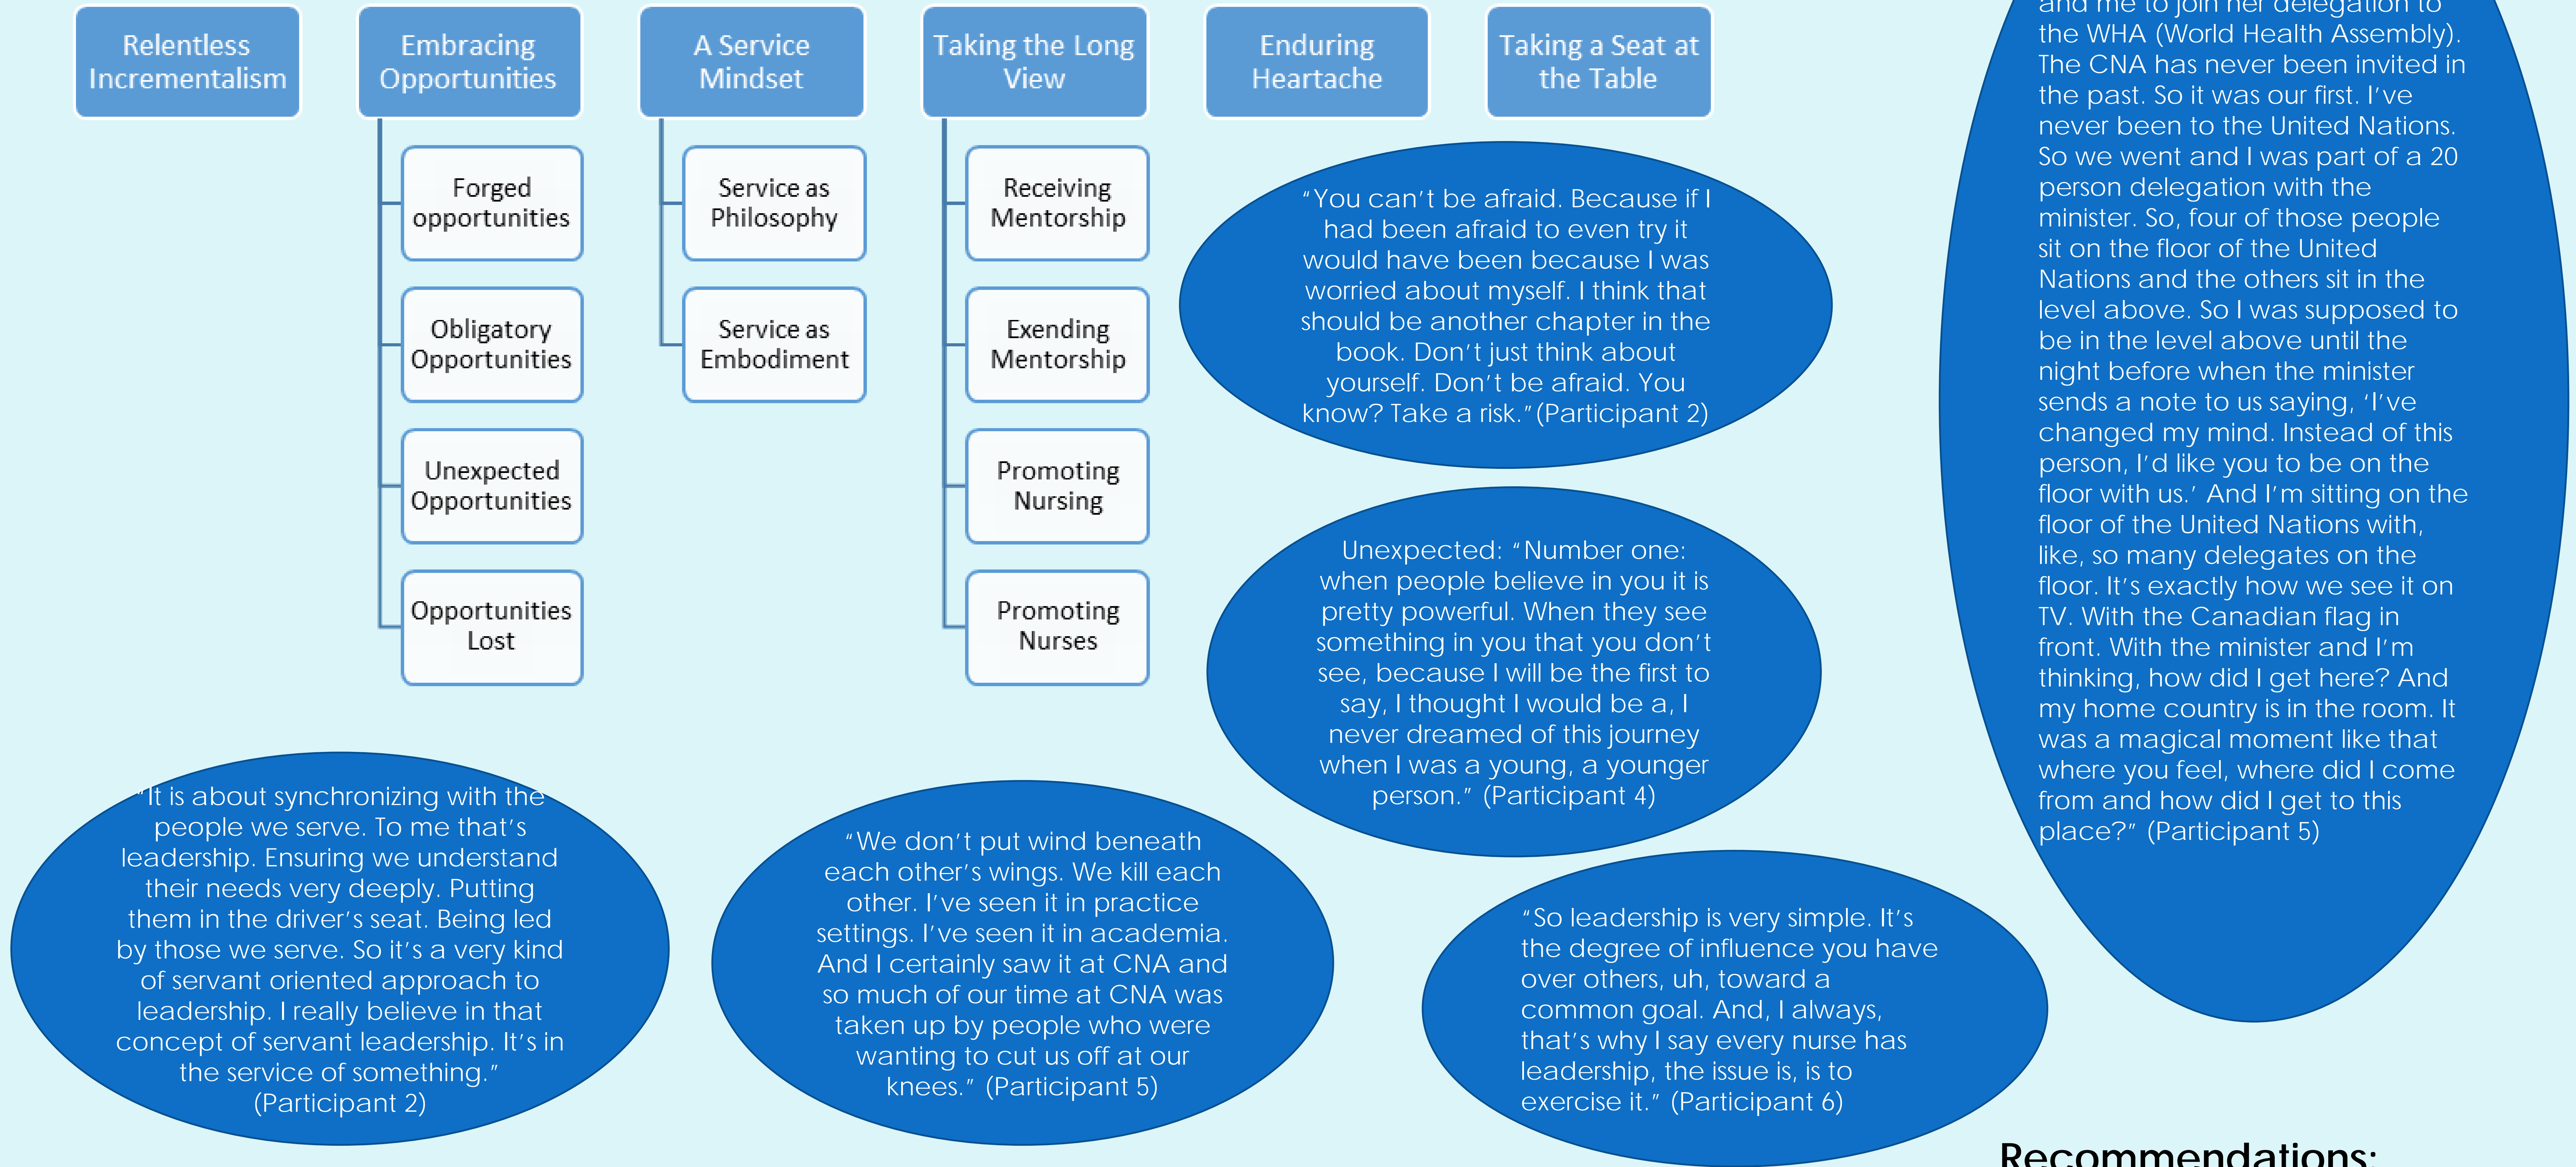 Relentless
Incrementalism
Embracing
Opportunities
A Service
Mindset
Taking the Long
View
Enduring
Heartache
Taking a Seat at
the Table
Forged
opportunities
Obligatory
Opportunities
Unexpected
Opportunities
Opportunities
Lost
Service as
Philosophy
Service as
Embodiment
Receiving
Mentorship
Exending
Mentorship
Promoting
Nursing
Promoting
Nurses
“You can’t be afraid. Because if I
had been afraid to even try it
would have been because I was
worried about myself. I think that
should be another chapter in the
book. Don’t just think about
yourself. Don’t be afraid. You
know? Take a risk.”(Participant 2)
Unexpected: “Number one:
when people believe in you it is
pretty powerful. When they see
something in you that you don’t
see, because I will be the first to
say, I thought I would be a, I
never dreamed of this journey
when I was a young, a younger
person.” (Participant 4)
“It is about synchronizing with the
people we serve. To me that’s
leadership. Ensuring we understand
their needs very deeply. Putting
them in the driver’s seat. Being led
by those we serve. So it’s a very kind
of servant oriented approach to
leadership. I really believe in that
concept of servant leadership. It’s in
the service of something.”
(Participant 2)
“We don’t put wind beneath
each other’s wings. We kill each
other. I’ve seen it in practice
settings. I’ve seen it in academia.
And I certainly saw it at CNA and
so much of our time at CNA was
taken up by people who were
wanting to cut us off at our
knees.” (Participant 5)
“So leadership is very simple. It’s
the degree of influence you have
over others, uh, toward a
common goal. And, I always,
that’s why I say every nurse has
leadership, the issue is, is to
exercise it.” (Participant 6)
and me to join her delegation to
the WHA (World Health Assembly).
The CNA has never been invited in
the past. So it was our first. I’ve
never been to the United Nations.
So we went and I was part of a 20
person delegation with the
minister. So, four of those people
sit on the floor of the United
Nations and the others sit in the
level above. So I was supposed to
be in the level above until the
night before when the minister
sends a note to us saying, ‘I’ve
changed my mind. Instead of this
person, I’d like you to be on the
floor with us.’ And I’m sitting on the
floor of the United Nations with,
like, so many delegates on the
floor. It’s exactly how we see it on
TV. With the Canadian flag in
front. With the minister and I’m
thinking, how did I get here? And
my home country is in the room. It
was a magical moment like that
where you feel, where did I come
from and how did I get to this
place?” (Participant 5)
Recommendations: